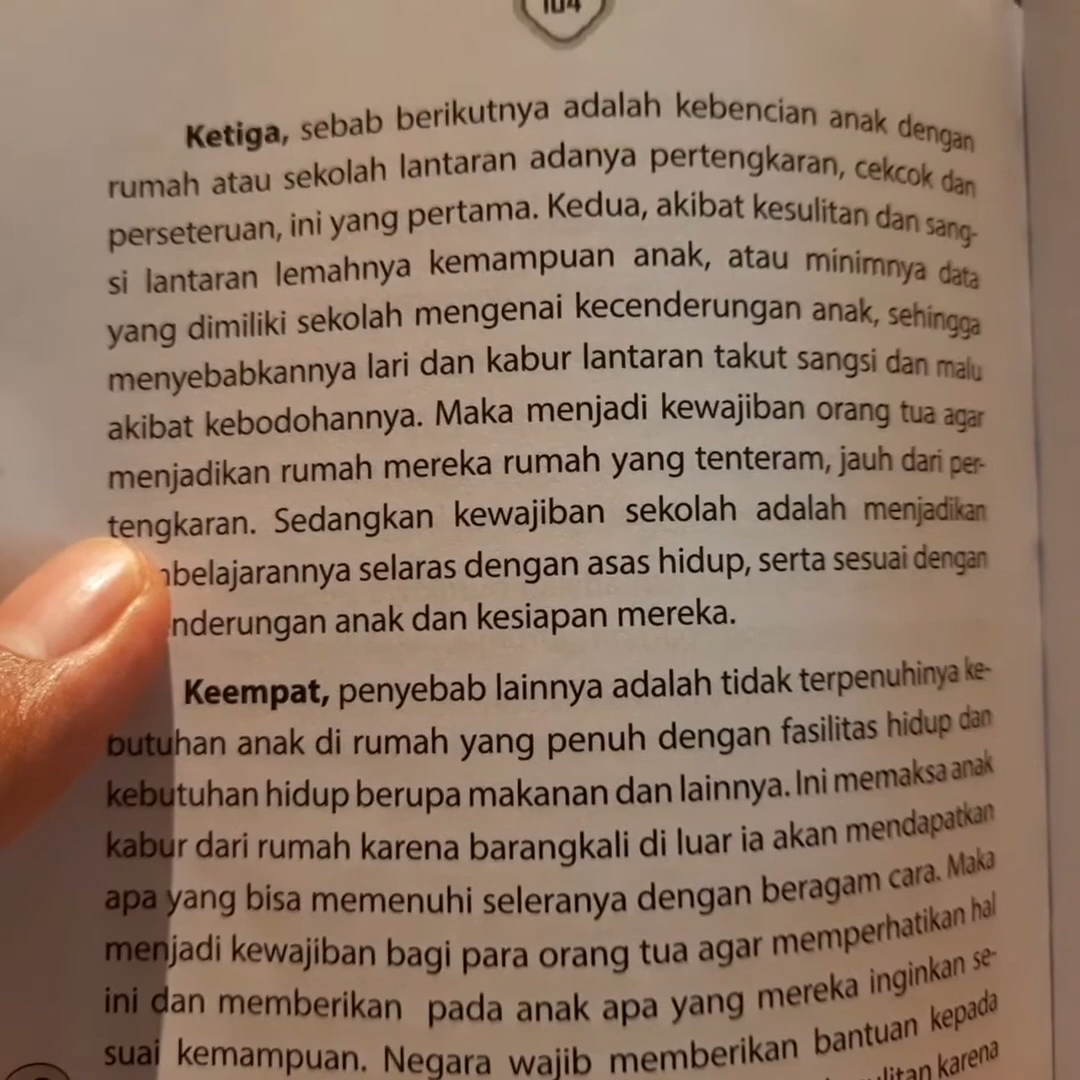 104
Ketiga, sebab berikutnya adalah kebencian anak dengan
rumah atau sekolah lantaran adanya pertengkaran, cekcok dan
perseteruan, ini yang pertama. Kedua, akibat kesulitan dan sang-
si lantaran lemahnya kemampuan anak, atau minimnya data
yang dimiliki sekolah mengenai kecenderungan anak, sehingga
menyebabkannya lari dan kabur lantaran takut sangsi dan malu
akibat kebodohannya. Maka menjadi kewajiban orang tua agar
menjadikan rumah mereka rumah yang tenteram, jauh dari per-
tengkaran. Sedangkan kewajiban sekolah adalah menjadikan
selaras dengan asas hidup, serta sesuai dengan
anak dan kesiapan mereka.
Keempat, penyebab lainnya adalah tidak terpenuhinya ke-
butuhan anak di rumah yang penuh dengan fasilitas hidup dan
kebutuhan hidup berupa makanan dan lainnya. Ini memaksa anak
kabur dari rumah karena barangkali di luar ia akan mendapatkan
apa yang bisa memenuhi seleranya dengan beragam cara. Maka
menjadi kewajiban bagi para orang tua agar memperhatikan hal
ini dan memberikan pada anak apa yang mereka inginkan se-
suai kemampuan. Negara wajib memberikan bantuan kepada
karena